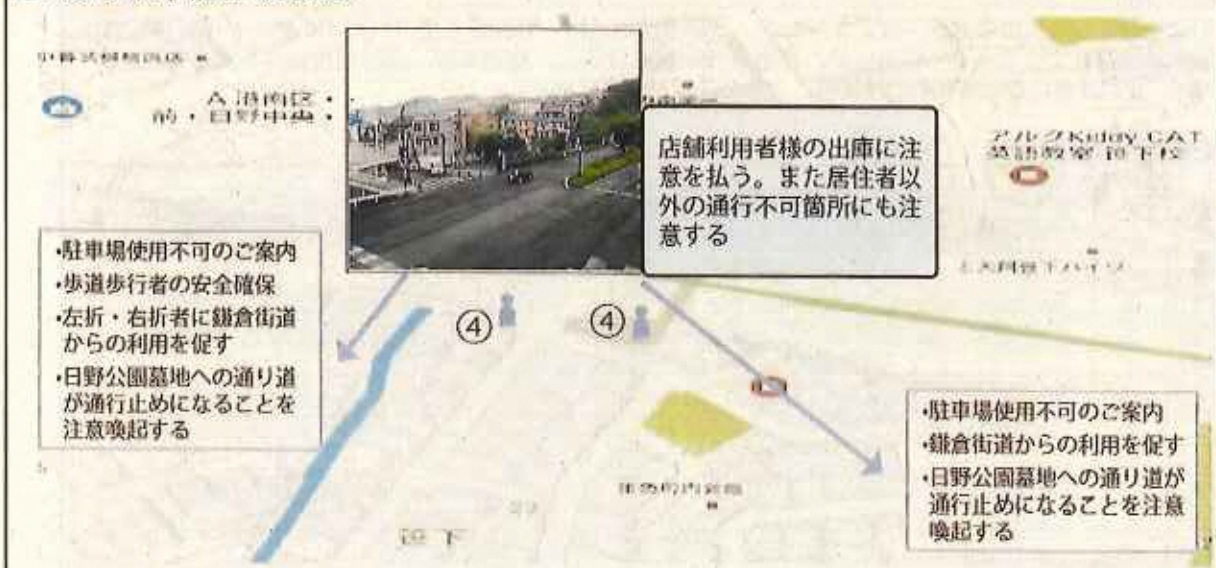 店舗利用者様の出庫に注
意を払う。また居住者以
外の通行不可箇所にも注
意する
・駐車場使用不可のご案内
・歩道歩行者の安全確保
・左折・右折者に鎌倉街道
からの利用を促す
・日野公園墓地への通り道
が通行止めになることを
注意喚起する
④
④
・駐車場使用不可のご案内
・鎌倉街道からの利用を促す
・日野公園墓地への通り道が
通行止めになることを注意
喚起する